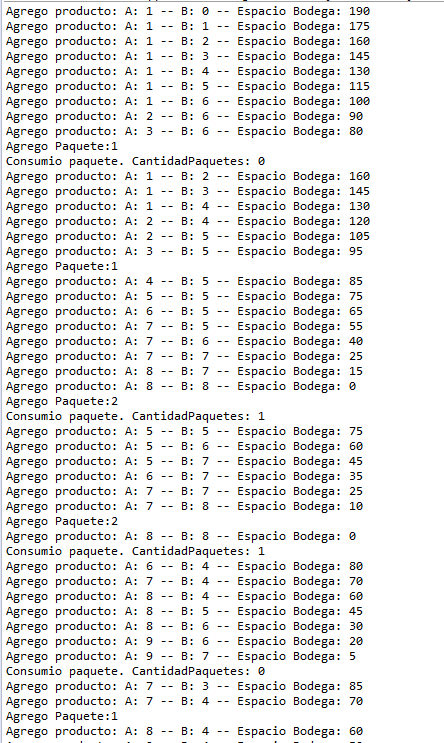 Agrego producto: A: 1 -- B: 0 -- Espacio Bodega: 190
Agrego producto: A: 1 -- B: 1 -- Espacio Bodega: 175
Agrego producto: A: 1 -- B: 2 -- Espacio Bodega: 160
Agrego producto: A: 1 -- B: 3 -- Espacio Bodega: 145
Agrego producto: A: 1 -- B: 4 -- Espacio Bodega: 130
Agrego producto: A: 1 -- B: 5 -- Espacio Bodega: 115
Agrego producto: A: 1 -- B: 6 -- Espacio Bodega: 100
Agrego producto: A: 2 -- B: 6 -- Espacio Bodega: 90
Agrego producto: A: 3 -- B: 6 -- Espacio Bodega: 80
Agrego Paquete:1
Consumio paquete. CantidadPaquetes: 0
Agrego producto: A: 1 -- B: 2 -- Espacio Bodega: 160
Agrego producto: A: 1 -- B: 3 -- Espacio Bodega: 145
Agrego producto: A: 1 -- B: 4 -- Espacio Bodega: 130
Agrego producto: A: 2 -- B: 4 -- Espacio Bodega: 120
Agrego producto: A: 2 -- B: 5 -- Espacio Bodega: 105
Agrego producto: A: 3 -- B: 5 -- Espacio Bodega: 95
Agrego Paquete:1
Agrego producto: A: 4 -- B: 5 -- Espacio Bodega: 85
Agrego producto: A: 5 -- B: 5 -- Espacio Bodega: 75
Agrego producto: A: 6 -- B: 5 -- Espacio Bodega: 65
Agrego producto: A: 7 -- B: 5 -- Espacio Bodega: 55
Agrego producto: A: 7 -- B: 6 -- Espacio Bodega: 40
Agrego producto: A: 7 -- B: 7 -- Espacio Bodega: 25
Agrego producto: A: 8 -- B: 7 -- Espacio Bodega: 15
Agrego producto: A: 8 -- B: 8 -- Espacio Bodega: 0
Agrego Paquete:2
Consumio paquete. CantidadPaquetes: 1
Agrego producto: A: 5 -- B: 5 -- Espacio Bodega: 75
Agrego producto: A: 5 -- B: 6 -- Espacio Bodega: 60
Agrego producto: A: 5 -- B: 7 -- Espacio Bodega: 45
Agrego producto: A: 6 -- B: 7 -- Espacio Bodega: 35
Agrego producto: A: 7 -- B: 7 -- Espacio Bodega: 25
Agrego producto: A: 7 -- B: 8 -- Espacio Bodega: 10
Agrego Paquete:2
Agrego producto: A: 8 -- B: 8 -- Espacio Bodega: 0
Consumio paquete. CantidadPaquetes: 1
Agrego producto: A: 6 -- B: 4 -- Espacio Bodega: 80
Agrego producto: A: 7 -- B: 4 -- Espacio Bodega: 70
Agrego producto: A: 8 -- B: 4 -- Espacio Bodega: 60
Agrego producto: A: 8 -- B: 5 -- Espacio Bodega: 45
Agrego producto: A: 8 -- B: 6 -- Espacio Bodega: 30
Agrego producto: A: 9 -- B: 6 -- Espacio Bodega: 20
Agrego producto: A: 9 -- B: 7 -- Espacio Bodega: 5
Consumio paquete. CantidadPaquetes: 0
Agrego producto: A: 7 -- B: 3 -- Espacio Bodega: 85
Agrego producto: A: 7 -- B: 4 -- Espacio Bodega: 70
Agrego Paquete:1
Agrego producto: A: 8 -- B: 4 -- Espacio Bodega: 60